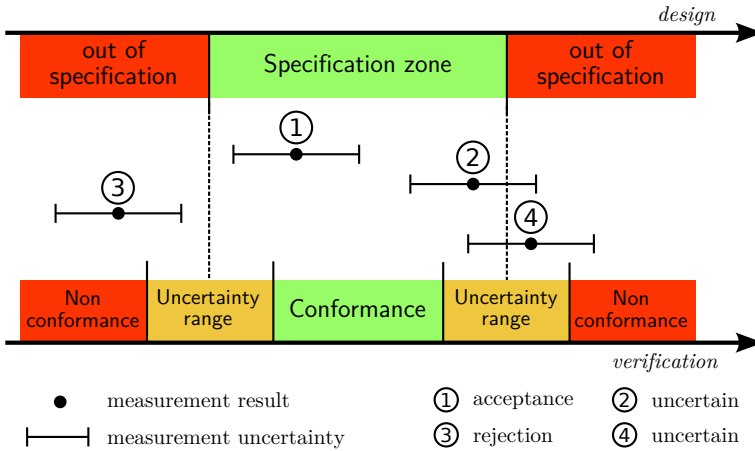 design
out of
specification
Specification zone
out of
specification
1
2
3
4
Non
conformance
Uncertainty
range
Conformance
Uncertainty
range
Non
conformance
verification
measurement result
1 acceptance
2 uncertain
measurement uncertainty
3 rejection
4 uncertain